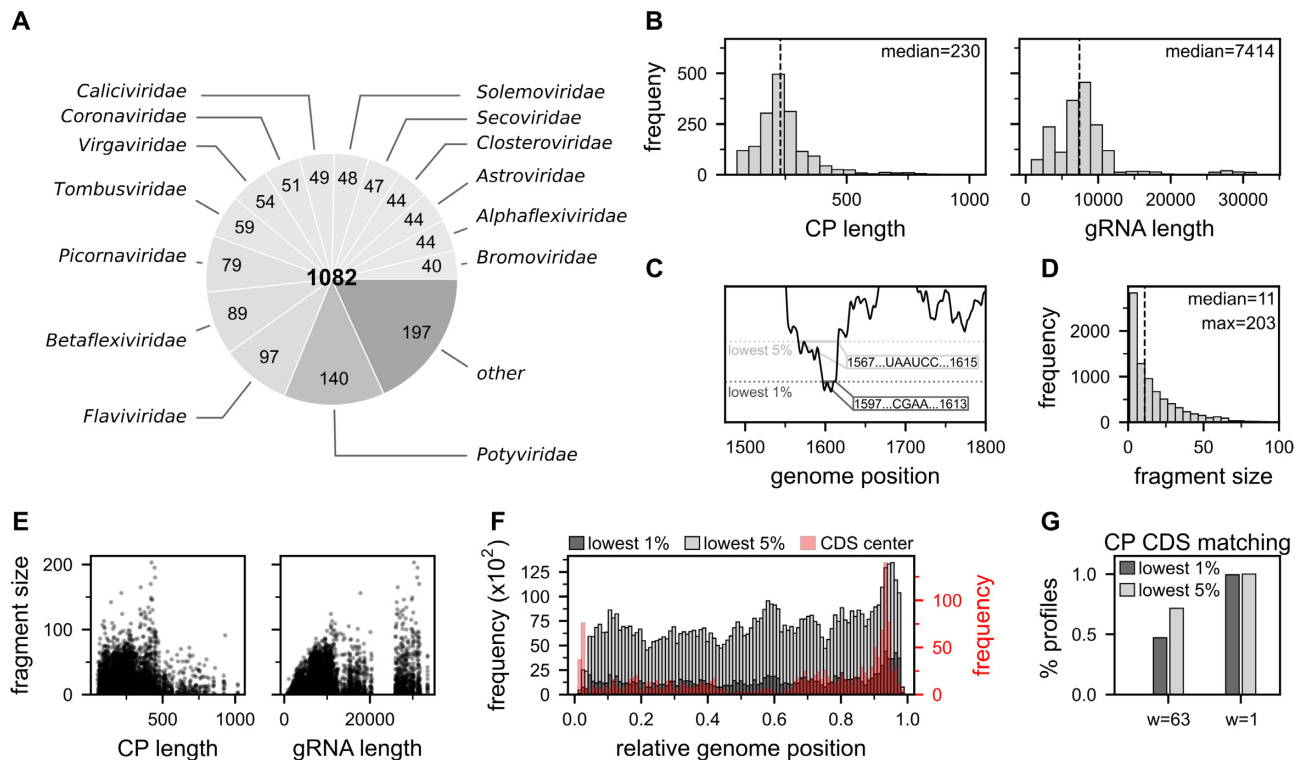 A
Caliciviridae
Coronaviridae
Virgaviridae
Tombusviridae
Picornaviridae
Betaflexiviridae
Flaviviridae
Solemoviridae
Secoviridae
Closteroviridae
Astroviridae
Alphaflexiviridae
Bromoviridae
other
Potyviridae
49
48
51
47
54
44
59
44
79
44
1082
40
89
197
97
140
B
median=230
median=7414
frequeny
500
250
0
500
1000
CP length
0
10000
20000
30000
gRNA length
C
lowest 5%
1567...UAAUCC...1615
lowest 1%
1597...CGAA...1613
1500
1600
1700
1800
genome position
D
median=11
max=203
frequency
2000
1000
0
0
50
100
fragment size
E
fragment size
200
100
0
500
1000
CP length
0
20000
gRNA length
F
lowest 1%
lowest 5%
CDS center
frequency (x10²)
125
100
75
50
25
0
0.0
0.2
0.4
0.6
0.8
1.0
relative genome position
100
50
0
frequency
G
CP CDS matching
lowest 1%
lowest 5%
% profiles
1.0
0.5
0.0
w=63
w=1